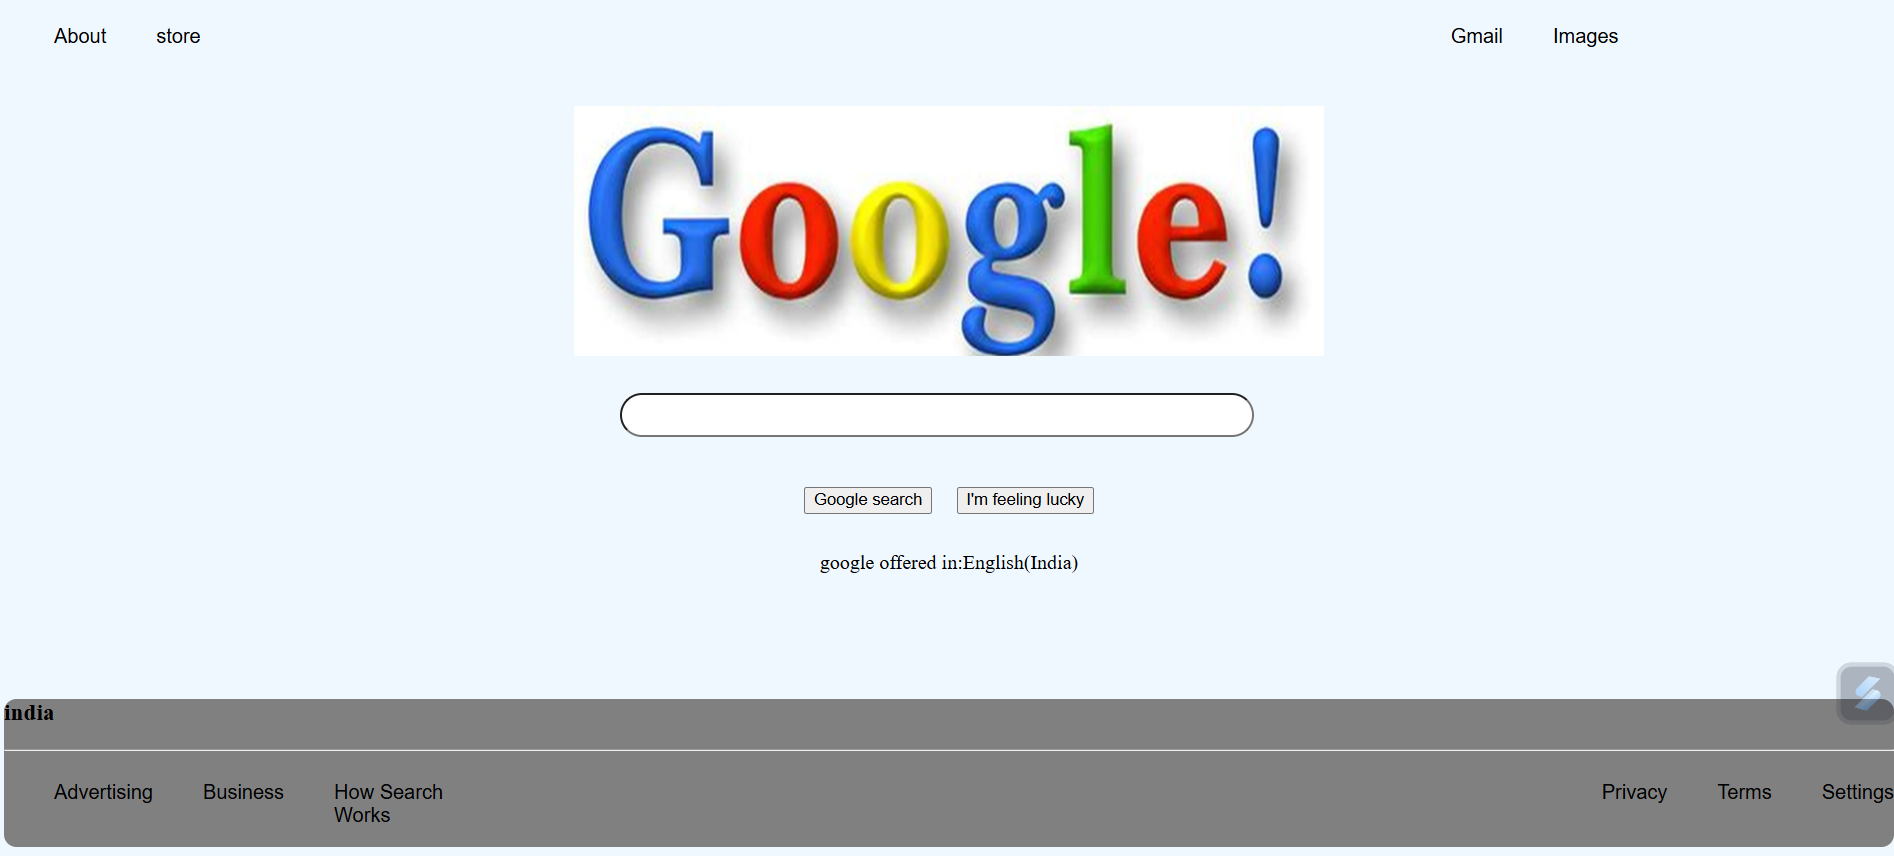 About store Gmail Images
Google!
Google search I'm feeling lucky
google offered in:English(India)
india
Advertising Business How Search Privacy Terms Settings
Works